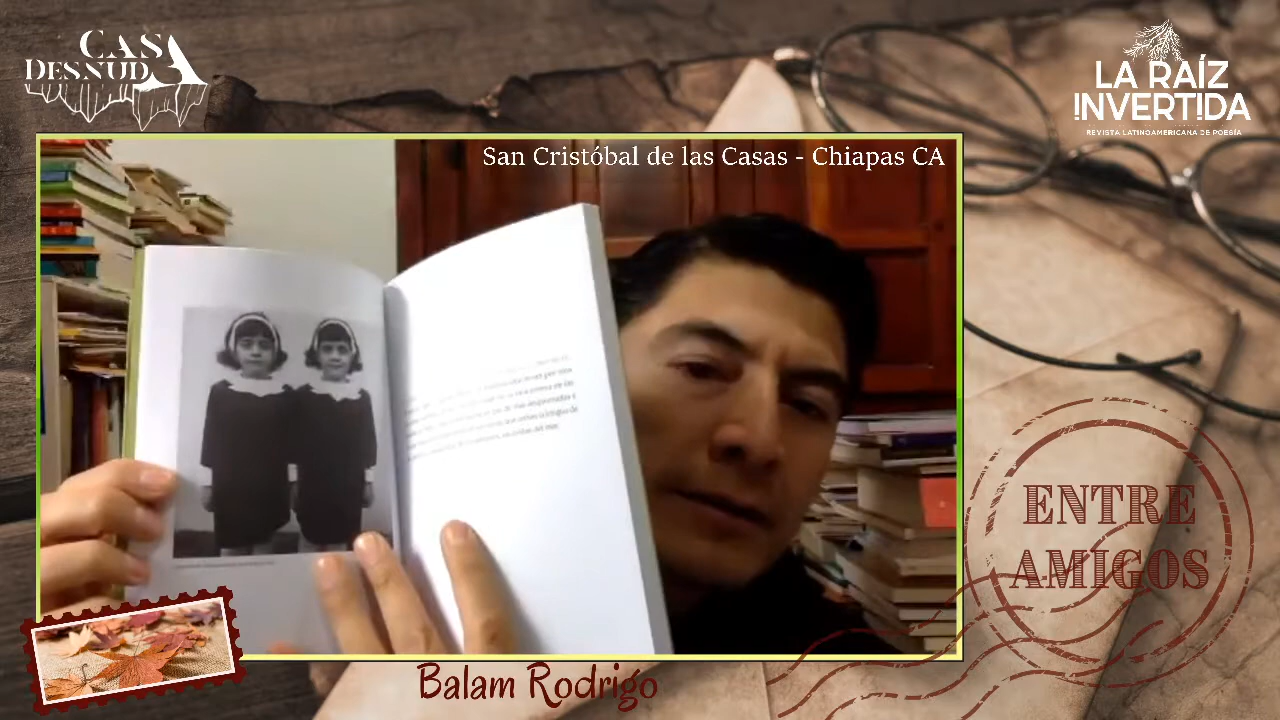 CASA
DESNUDA
LA RAÍZ
INVERTIDA
REVISTA LATINOAMERICANA DE POESÍA
San Cristóbal de las Casas - Chiapas CA
ENTRE
AMIGOS
Balam Rodrigo